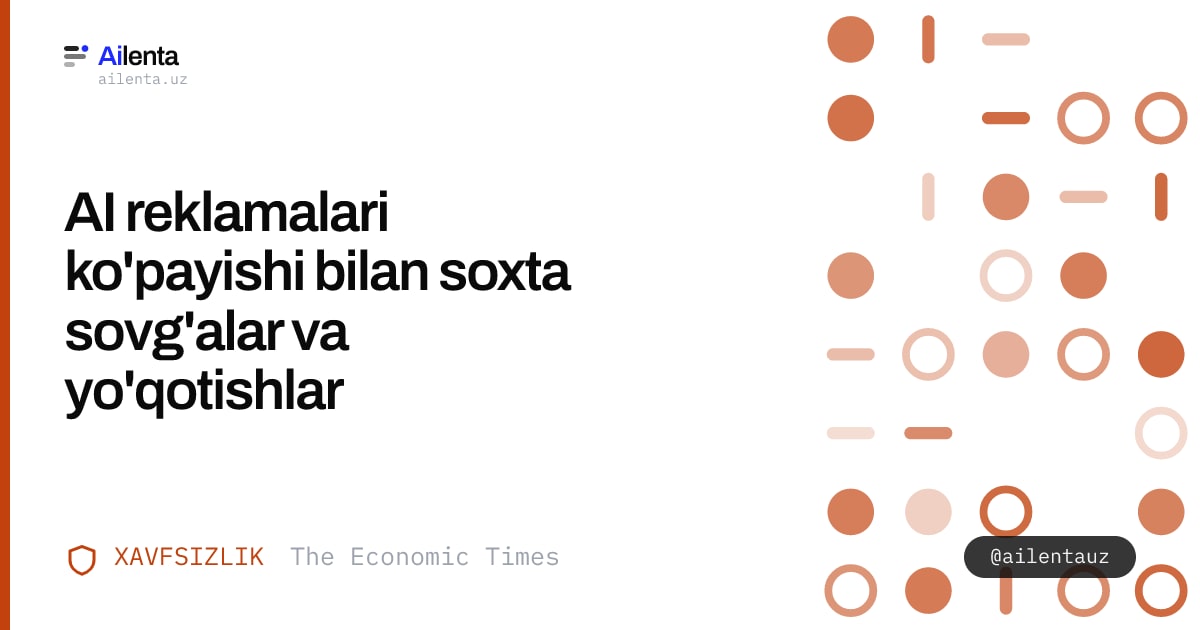 Ailenta
ailenta.uz
AI reklamalari
ko'payishi bilan soxta
sovg'alar va
yo'qotishlar
XAVFSIZLIK The Economic Times
@ailentauz